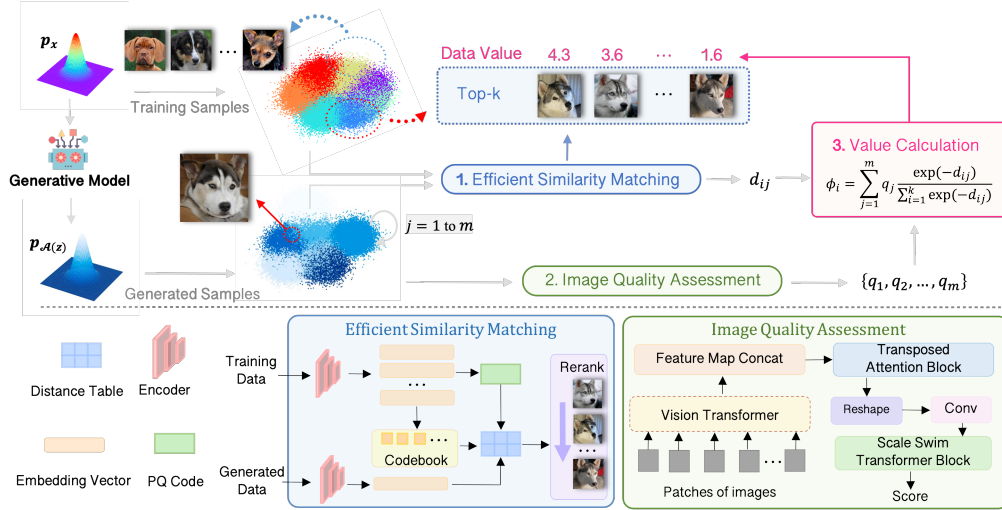 p_x
Training Samples
Generative Model
p_𝒜(z)
Generated Samples
Data Value 4.3 3.6 ... 1.6
Top-k
...
1. Efficient Similarity Matching
d_ij
j = 1 to m
3. Value Calculation
ϕ_i = ∑_{j=1}^{m} q_j exp(−d_ij) / ∑_{i=1}^{k} exp(−d_ij)
2. Image Quality Assessment
{q_1, q_2, ..., q_m}
Distance Table
Encoder
Embedding Vector
PQ Code
Efficient Similarity Matching
Training
Data
Generated
Data
...
Codebook
...
Rerank
...
Image Quality Assessment
Feature Map Concat
Transposed
Attention Block
Vision Transformer
Reshape
Conv
Scale Swim
Transformer Block
...
Patches of images
Score